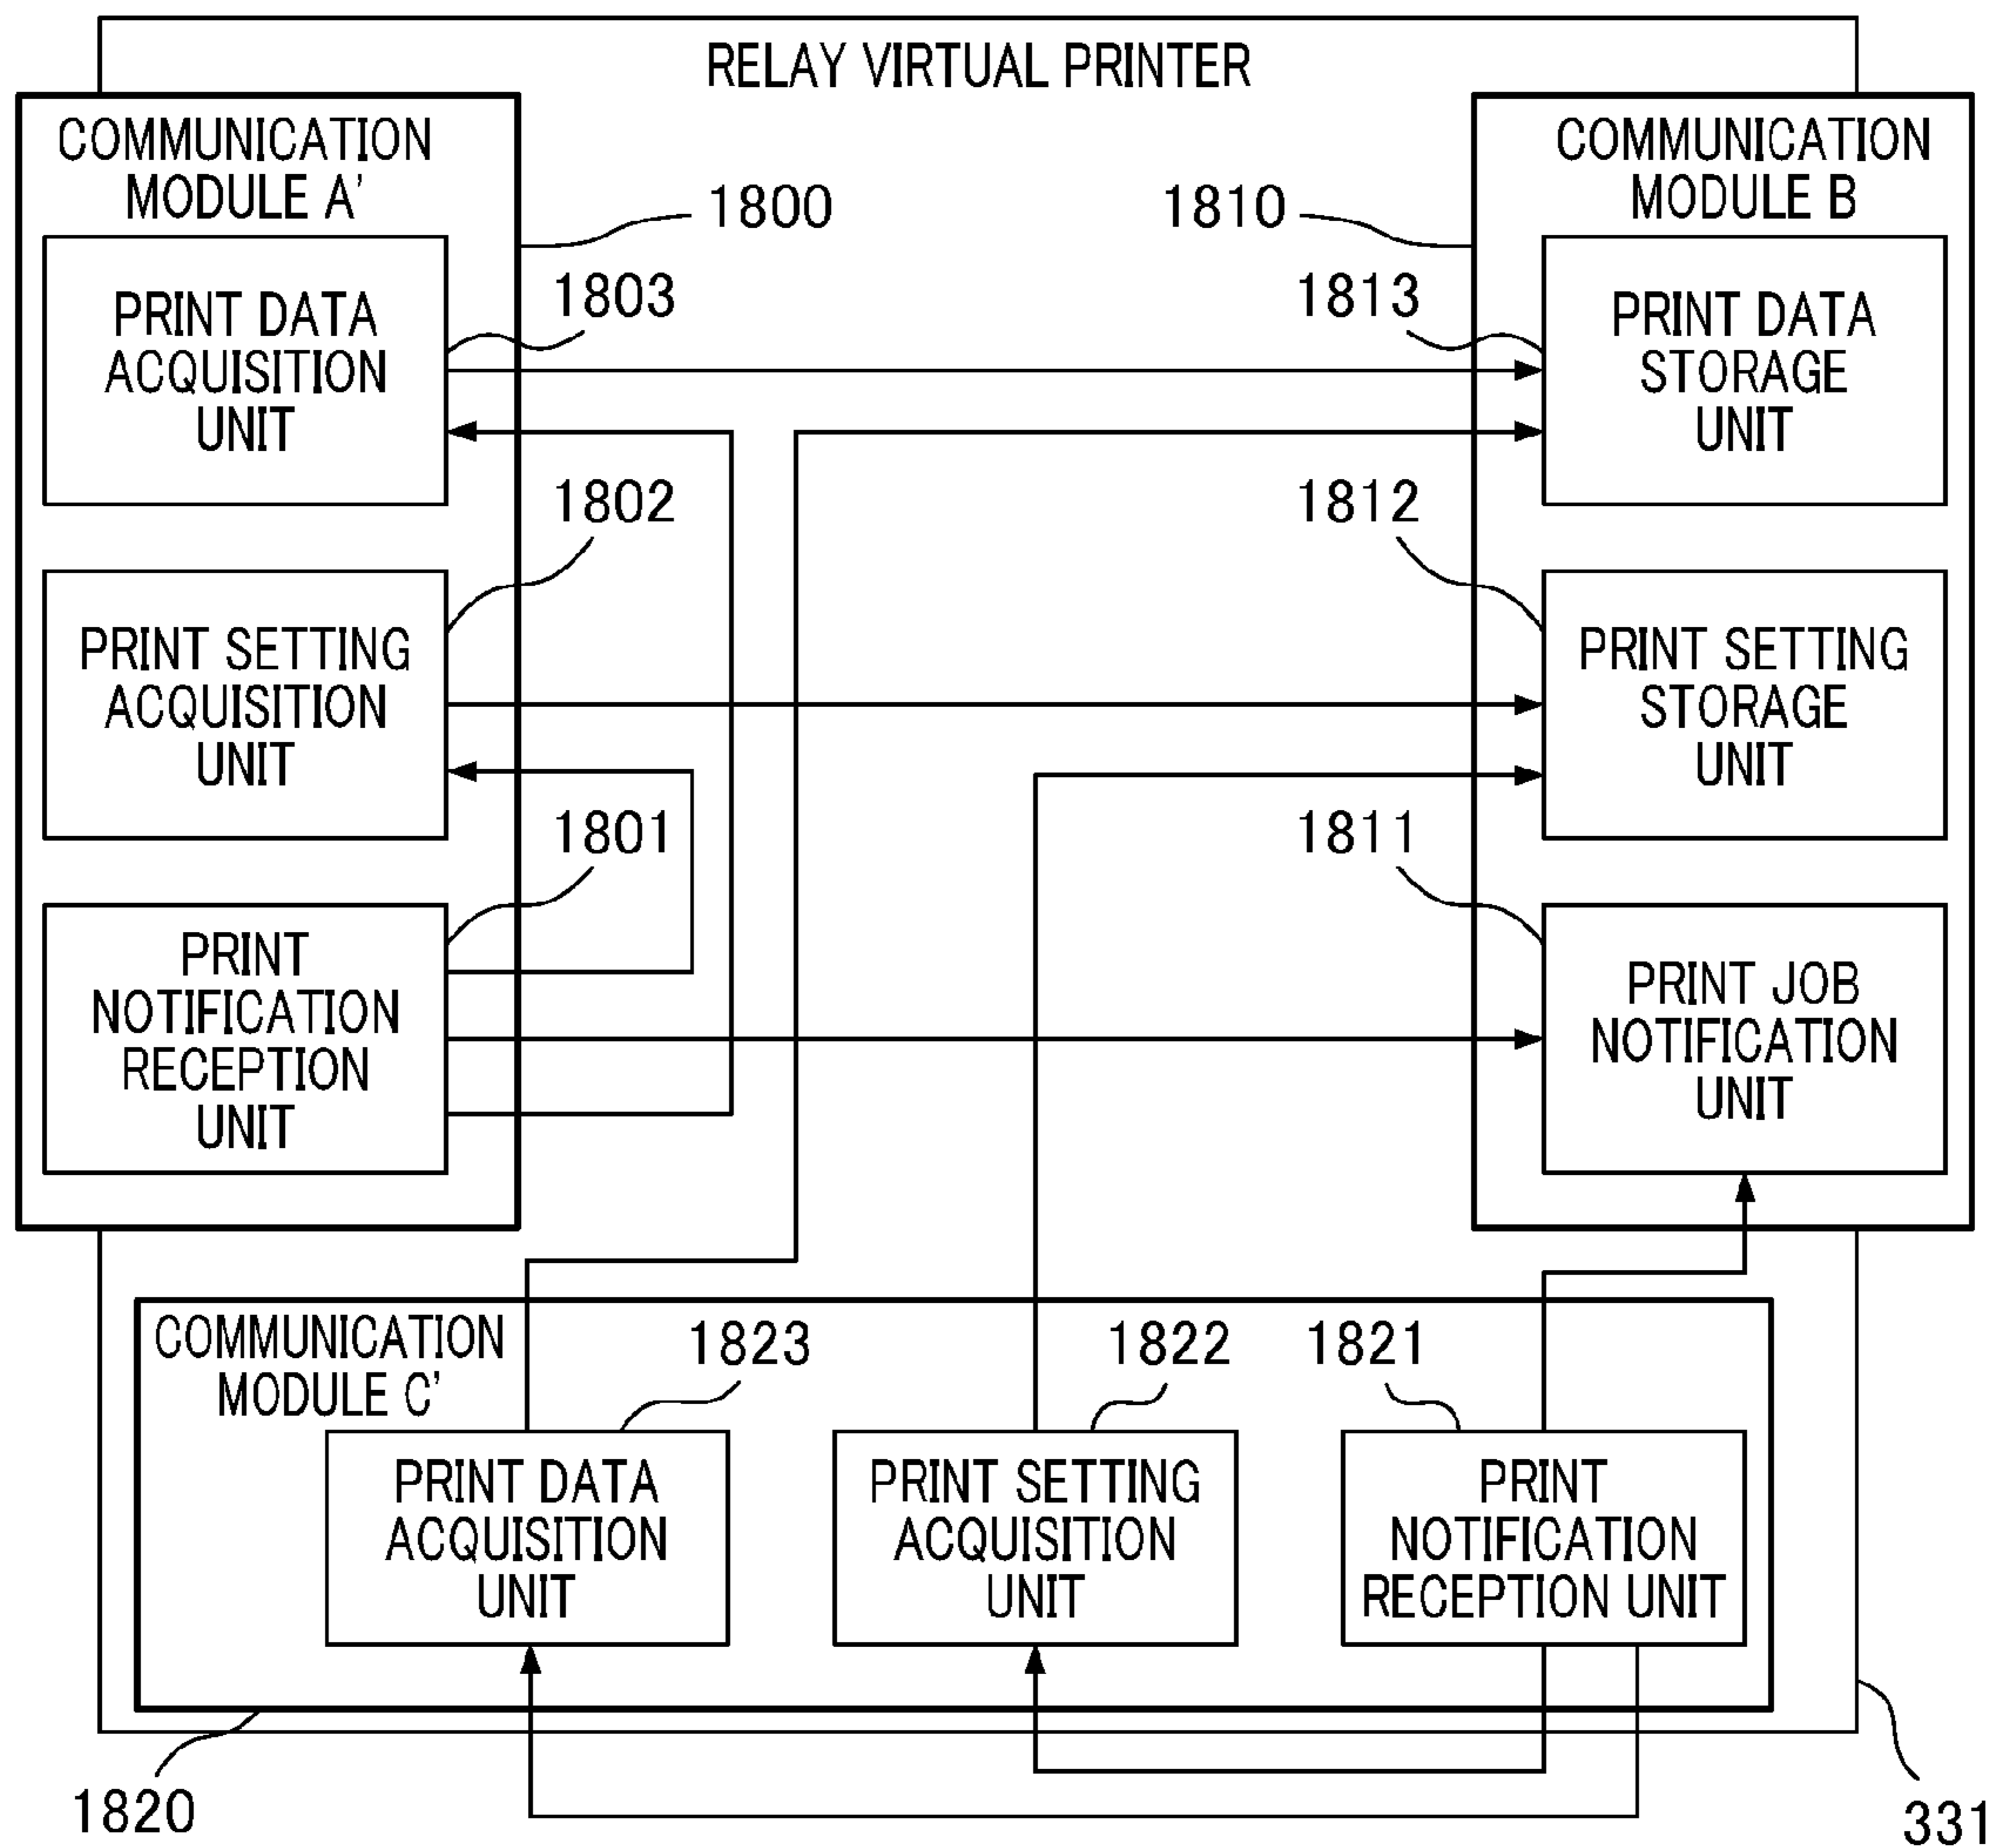 RELAY VIRTUAL PRINTER
COMMUNICATION
MODULE A'
1800
PRINT DATA
ACQUISITION
UNIT
1803
PRINT SETTING
ACQUISITION
UNIT
1802
PRINT
NOTIFICATION
RECEPTION
UNIT
1801
COMMUNICATION
MODULE B
1810
PRINT DATA
STORAGE
UNIT
1813
PRINT SETTING
STORAGE
UNIT
1812
PRINT JOB
NOTIFICATION
UNIT
1811
COMMUNICATION
MODULE C'
1823
PRINT DATA
ACQUISITION
UNIT
1822
PRINT SETTING
ACQUISITION
UNIT
1821
PRINT
NOTIFICATION
RECEPTION UNIT
1820
331